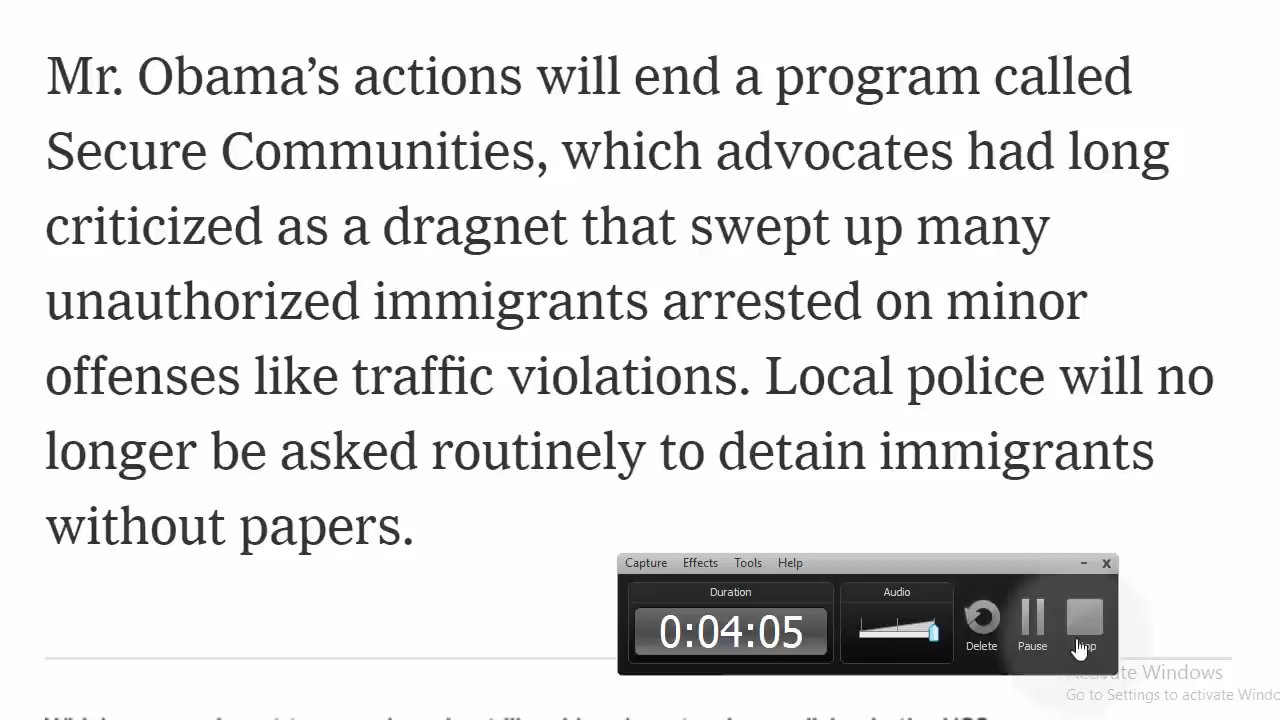 Mr. Obama’s actions will end a program called
Secure Communities, which advocates had long
criticized as a dragnet that swept up many
unauthorized immigrants arrested on minor
offenses like traffic violations. Local police will no
longer be asked routinely to detain immigrants
without papers.
Capture Effects Tools Help
Duration
Audio
0:04:05
Delete
Pause
Activate Windows
Go to Settings to activate